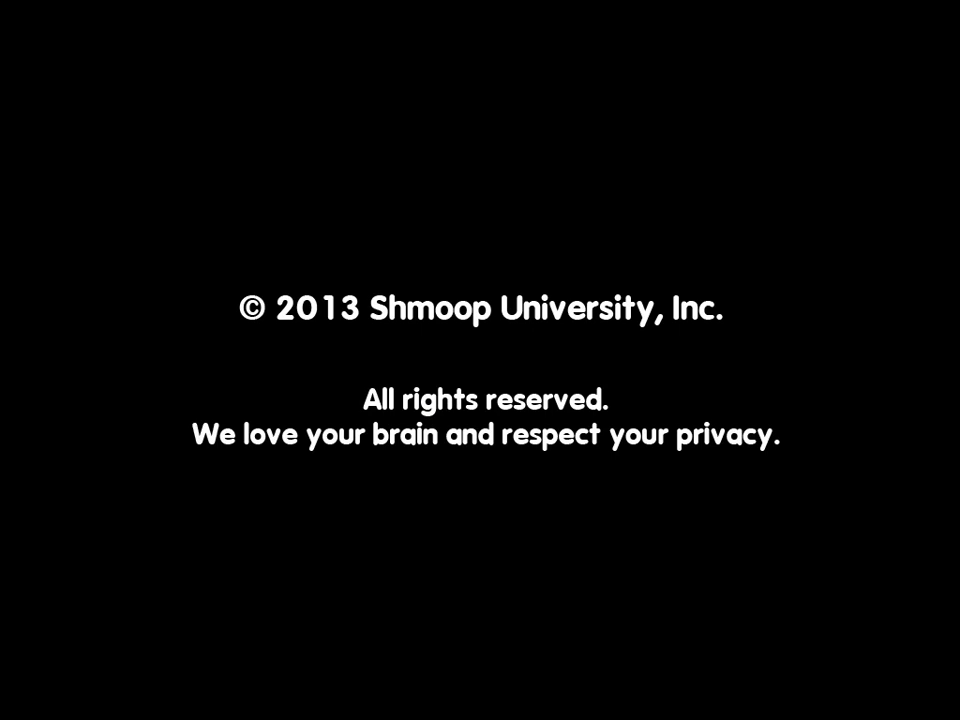 © 2013 Shmoop University, Inc.
All rights reserved.
We love your brain and respect your privacy.